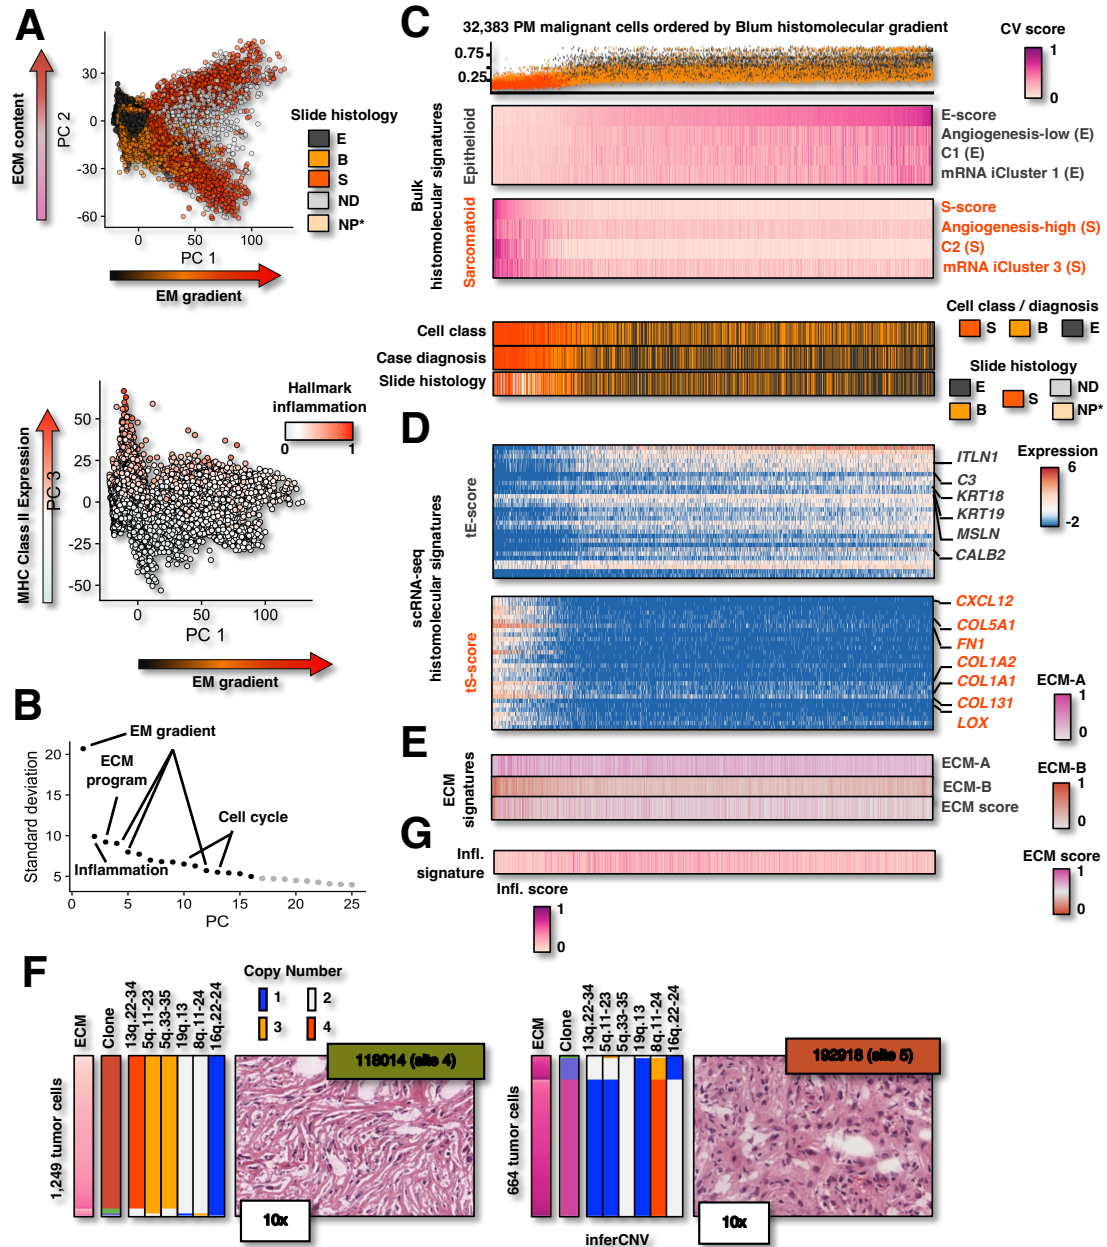 A
ECM content
PC 2
30
0
-30
-60
0
50
100
PC 1
EM gradient
Slide histology
E
B
S
ND
NP*
MHC Class II Expression
PC 3
50
25
0
-25
-50
0
50
100
PC 1
EM gradient
Hallmark
inflammation
0
1
B
Standard deviation
20
15
10
5
0
5
10
15
20
25
PC
EM gradient
ECM
program
Cell cycle
Inflammation
C
32,383 PM malignant cells ordered by Blum histomolecular gradient
0.75
0.25
CV score
1
0
Bulk
histomolecular signatures
Epithelioid
Sarcomatoid
E-score
Angiogenesis-low (E)
C1 (E)
mRNA iCluster 1 (E)
S-score
Angiogenesis-high (S)
C2 (S)
mRNA iCluster 3 (S)
Cell class
Case diagnosis
Slide histology
Cell class / diagnosis
S
B
E
Slide histology
E
S
ND
B
NP*
D
scRNA-seq
histomolecular signatures
tE-score
tS-score
ITLN1
C3
KRT18
KRT19
MSLN
CALB2
Expression
6
-2
CXCL12
COL5A1
FN1
COL1A2
COL1A1
COL131
LOX
E
ECM
signatures
ECM-A
ECM-B
ECM score
ECM-A
1
0
ECM-B
1
0
ECM score
1
0
G
Infl.
signature
Infl. score
1
0
F
Copy Number
1
2
3
4
1,249 tumor cells
ECM
Clone
13q.22-34
5q.11-23
5q.33-35
19q.13
8q.11-24
16q.22-24
118014 (site 4)
10x
664 tumor cells
ECM
Clone
13q.22-34
5q.11-23
5q.33-35
19q.13
8q.11-24
16q.22-24
192918 (site 5)
10x
inferCNV